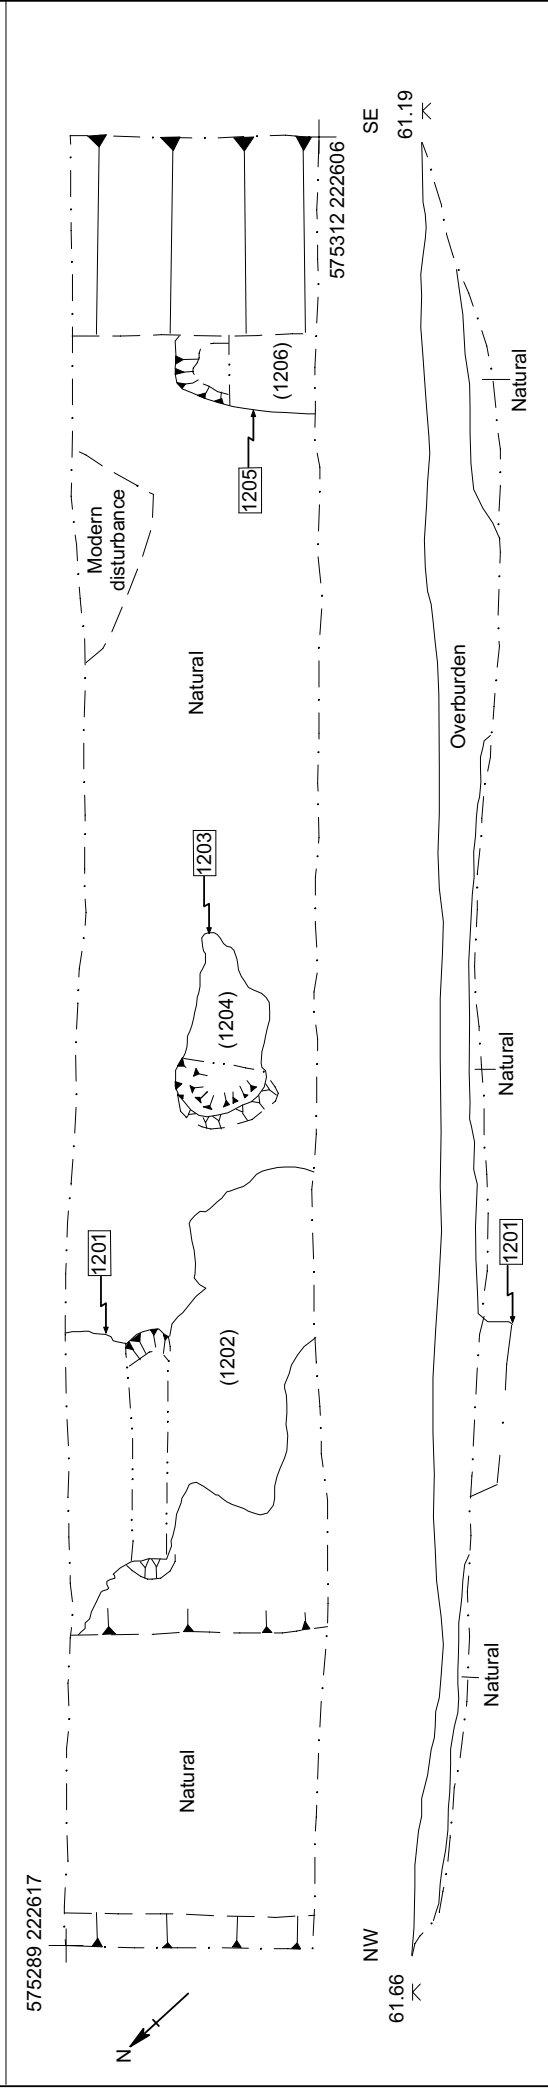 575289 222617
N
Natural
1201
(1202)
(1204)
1203
Natural
Modern
disturbance
1205
(1206)
575312 222606
61.66
NW
Natural
1201
Natural
Overburden
Natural
SE
61.19